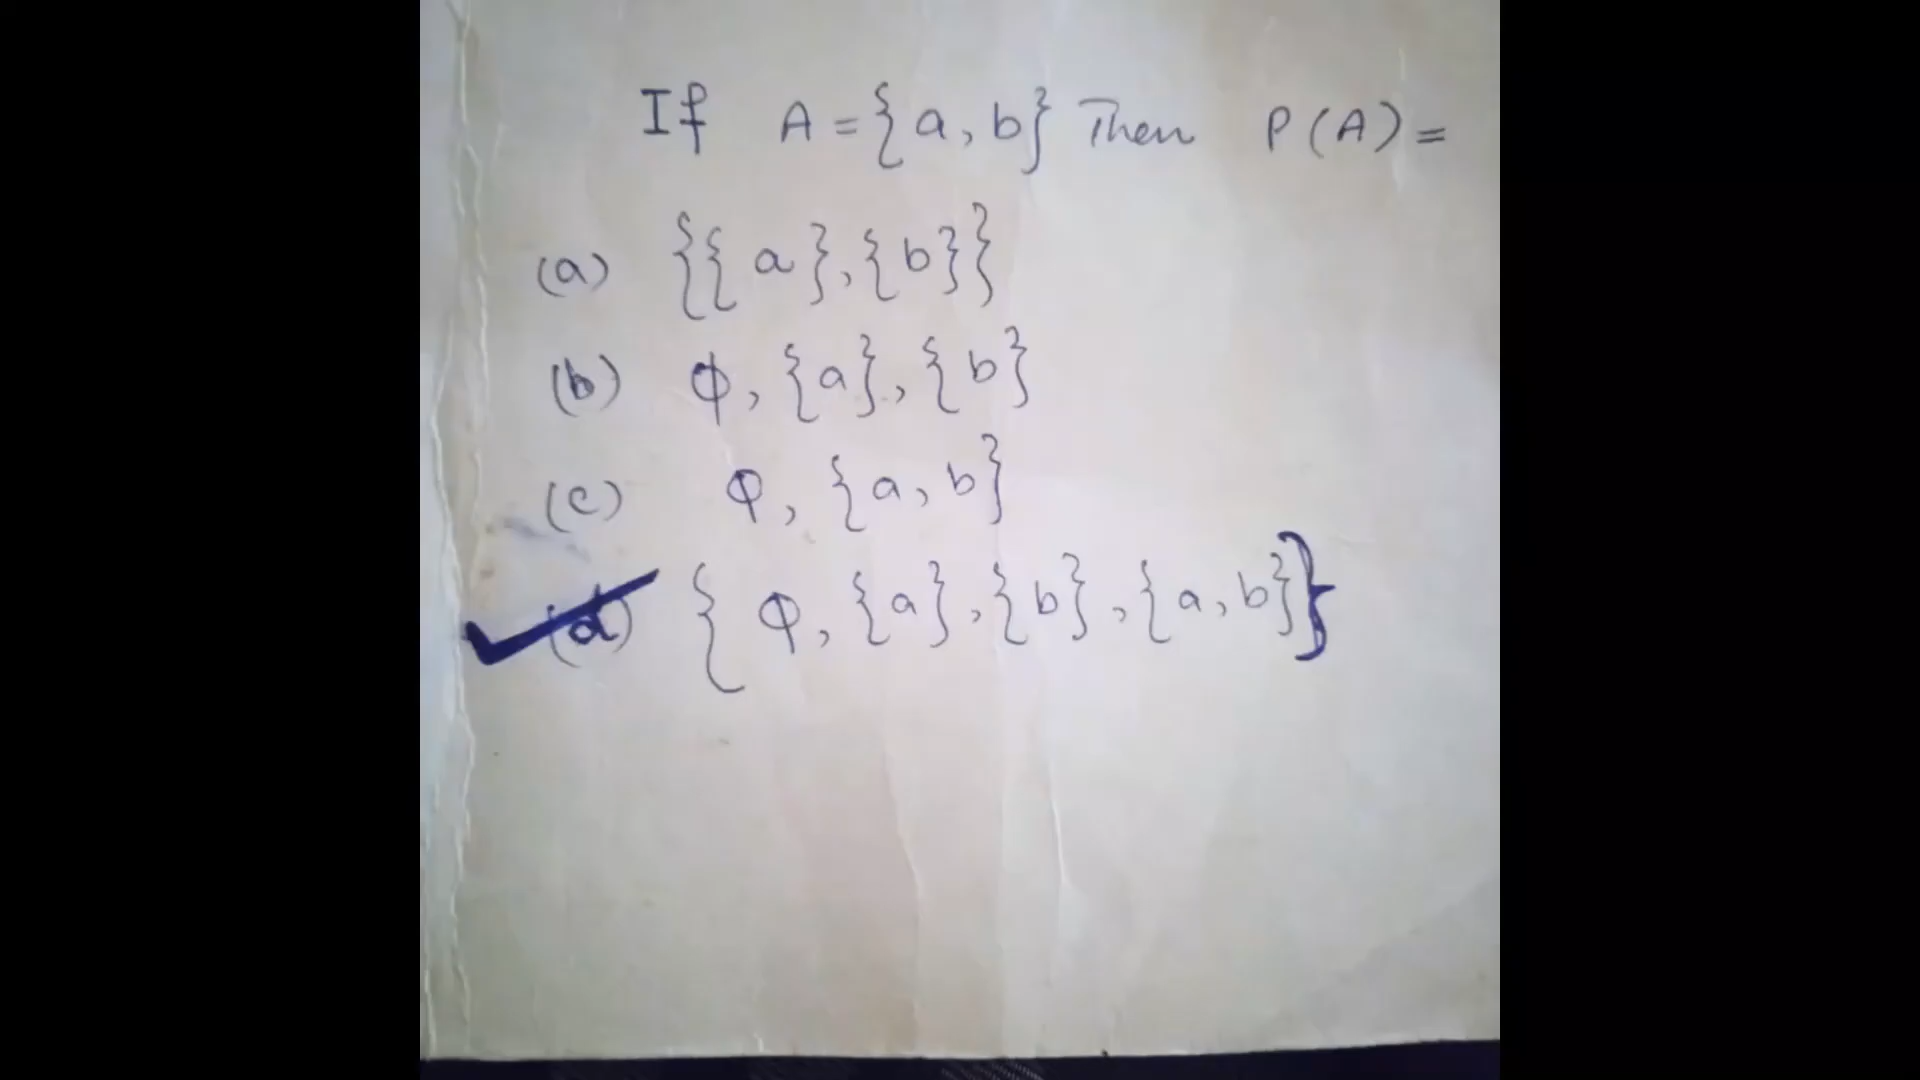 If A = {a, b} Then P(A) =
(a) {{a}, {b}}
(b) Φ, {a}, {b}
(c) Φ, {a, b}
(d) {Φ, {a}, {b}, {a, b}}